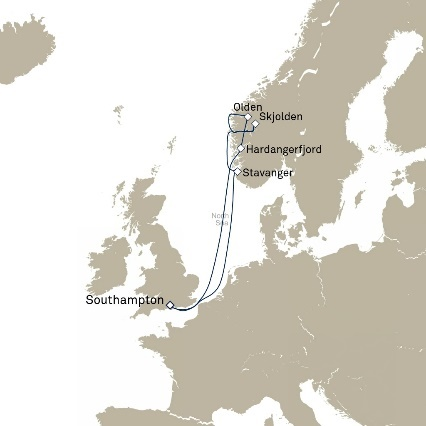 Olden
Skjolden
Hardangerfjord
Stavanger
North
Sea
Southampton